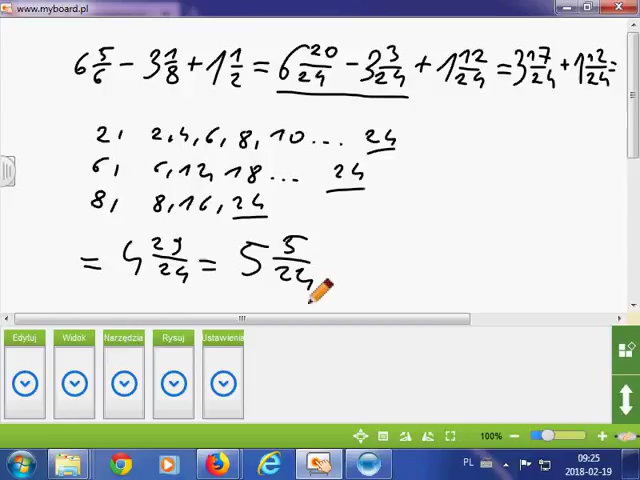 www.myboard.pl
6 5/6 - 3 1/8 + 1 1/2 = 6 20/24 - 3 3/24 + 1 12/24 = 3 17/24 + 1 12/24 =
2, 2,4,6,8,10... 24
6, 6,12,18... 24
8, 8,16,24
= 4 29/24 = 5 5/24
Edytuj Widok Narzędzia Rysuj Ustawienia
100%
PL 09:25
2018-02-19